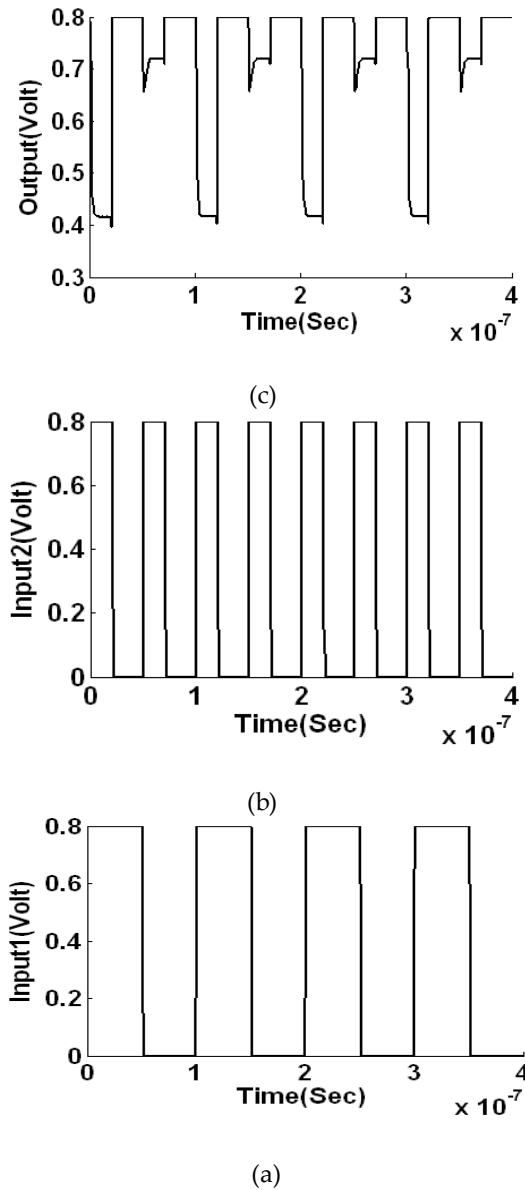 Output(Volt)
0.8
0.7
0.6
0.5
0.4
0.3
0 1 2 3 4
Time(Sec)
x 10⁻⁷
(c)
Input2(Volt)
0.8
0.6
0.4
0.2
0
0 1 2 3 4
Time(Sec)
x 10⁻⁷
(b)
Input1(Volt)
0.8
0.6
0.4
0.2
0
0 1 2 3 4
Time(Sec)
x 10⁻⁷
(a)